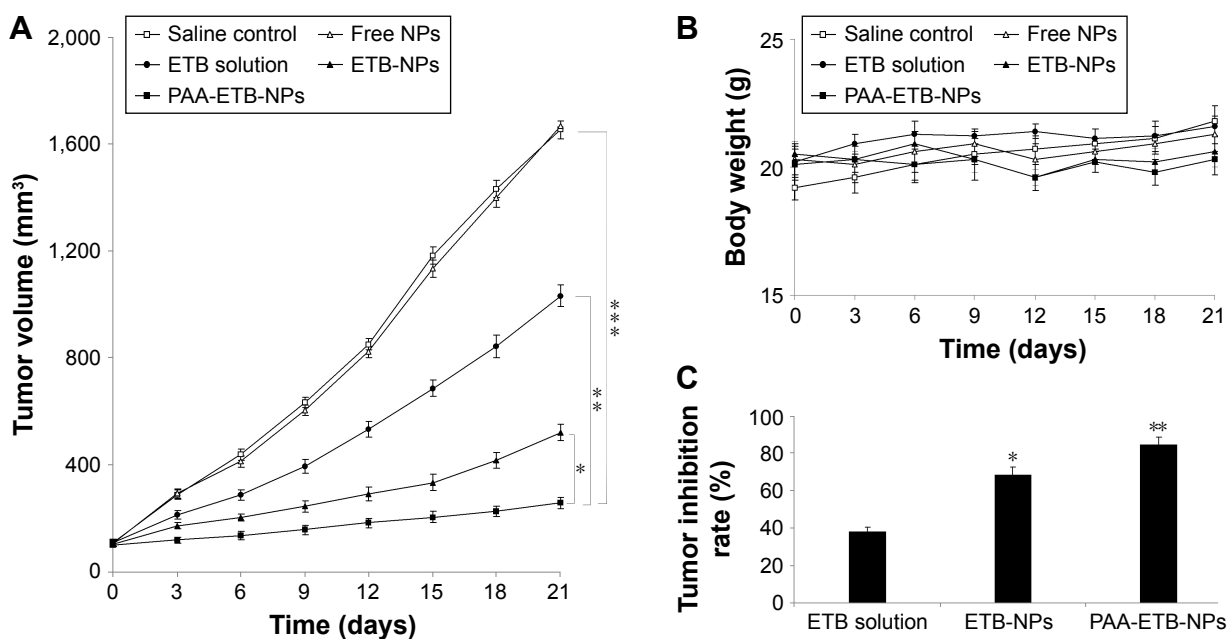 A
Saline control
Free NPs
ETB solution
ETB-NPs
PAA-ETB-NPs
2,000
1,600
1,200
800
400
0
Tumor volume (mm³)
0 3 6 9 12 15 18 21
Time (days)
***
**
*
B
Saline control
Free NPs
ETB solution
ETB-NPs
PAA-ETB-NPs
25
20
15
Body weight (g)
0 3 6 9 12 15 18 21
Time (days)
C
100
80
60
40
20
0
Tumor inhibition
rate (%)
*
**
ETB solution ETB-NPs PAA-ETB-NPs